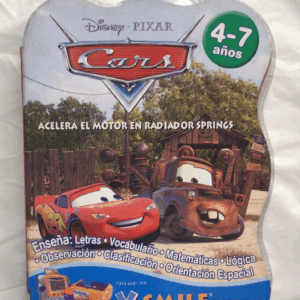 Disney · PIXAR
4-7
años
Cars
ACELERA EL MOTOR EN RADIADOR SPRINGS
Enseña: Letras • Vocabulario • Matemáticas • Lógica
• Observación • Clasificación • Orientación Espacial
V.SMILE